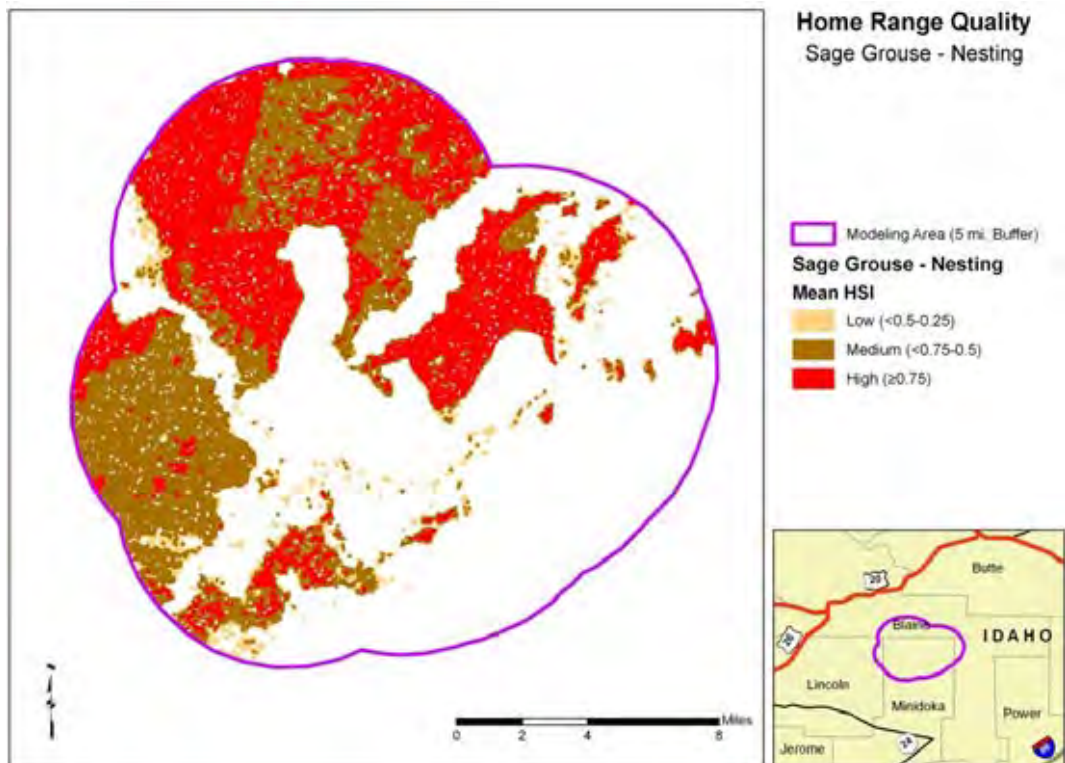 Home Range Quality
Sage Grouse - Nesting
Modeling Area (5 mi. Buffer)
Sage Grouse - Nesting
Mean HSI
Low (<0.5-0.25)
Medium (<0.75-0.5)
High (≥0.75)
Miles
0 2 4 8
20
Butte
Blaine
IDAHO
26
Lincoln
Minidoka
Power
24
Jerome